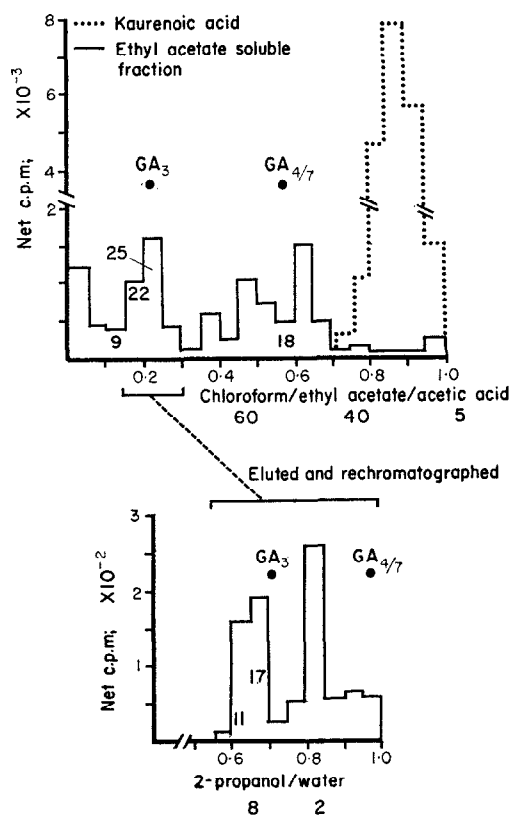 Kaurenoic acid
Ethyl acetate soluble
fraction
Net c.p.m; X10⁻³
8
6
4
2
GA₃
GA₄/₇
25
22
9
18
0·2 0·4 0·6 0·8 1·0
Chloroform/ethyl acetate/acetic acid
60 40 5
Eluted and rechromatographed
Net c.p.m; X10⁻²
3
2
1
GA₃
GA₄/₇
17
11
0·6 0·8 1·0
2-propanol/water
8 2